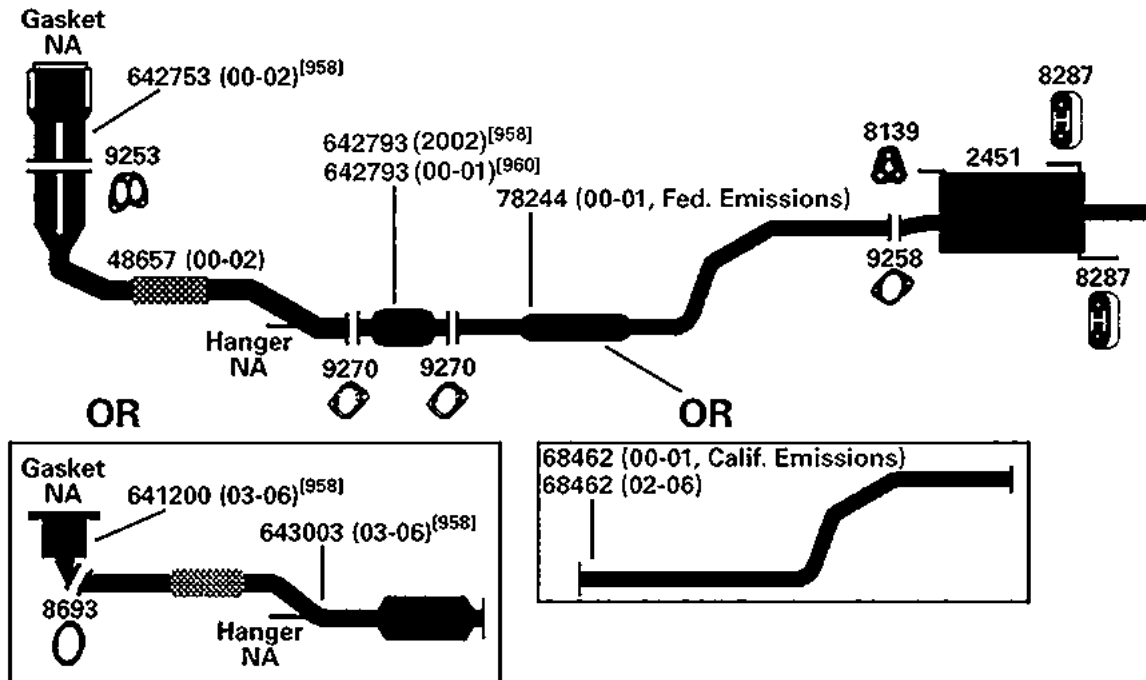 Gasket
NA
642753 (00-02)[958]
9253
48657 (00-02)
Hanger
NA
642793 (2002)[958]
642793 (00-01)[960]
9270
9270
78244 (00-01, Fed. Emissions)
8139
9258
2451
8287
8287
OR
Gasket
NA
641200 (03-06)[958]
643003 (03-06)[958]
8693
Hanger
NA
OR
68462 (00-01, Calif. Emissions)
68462 (02-06)